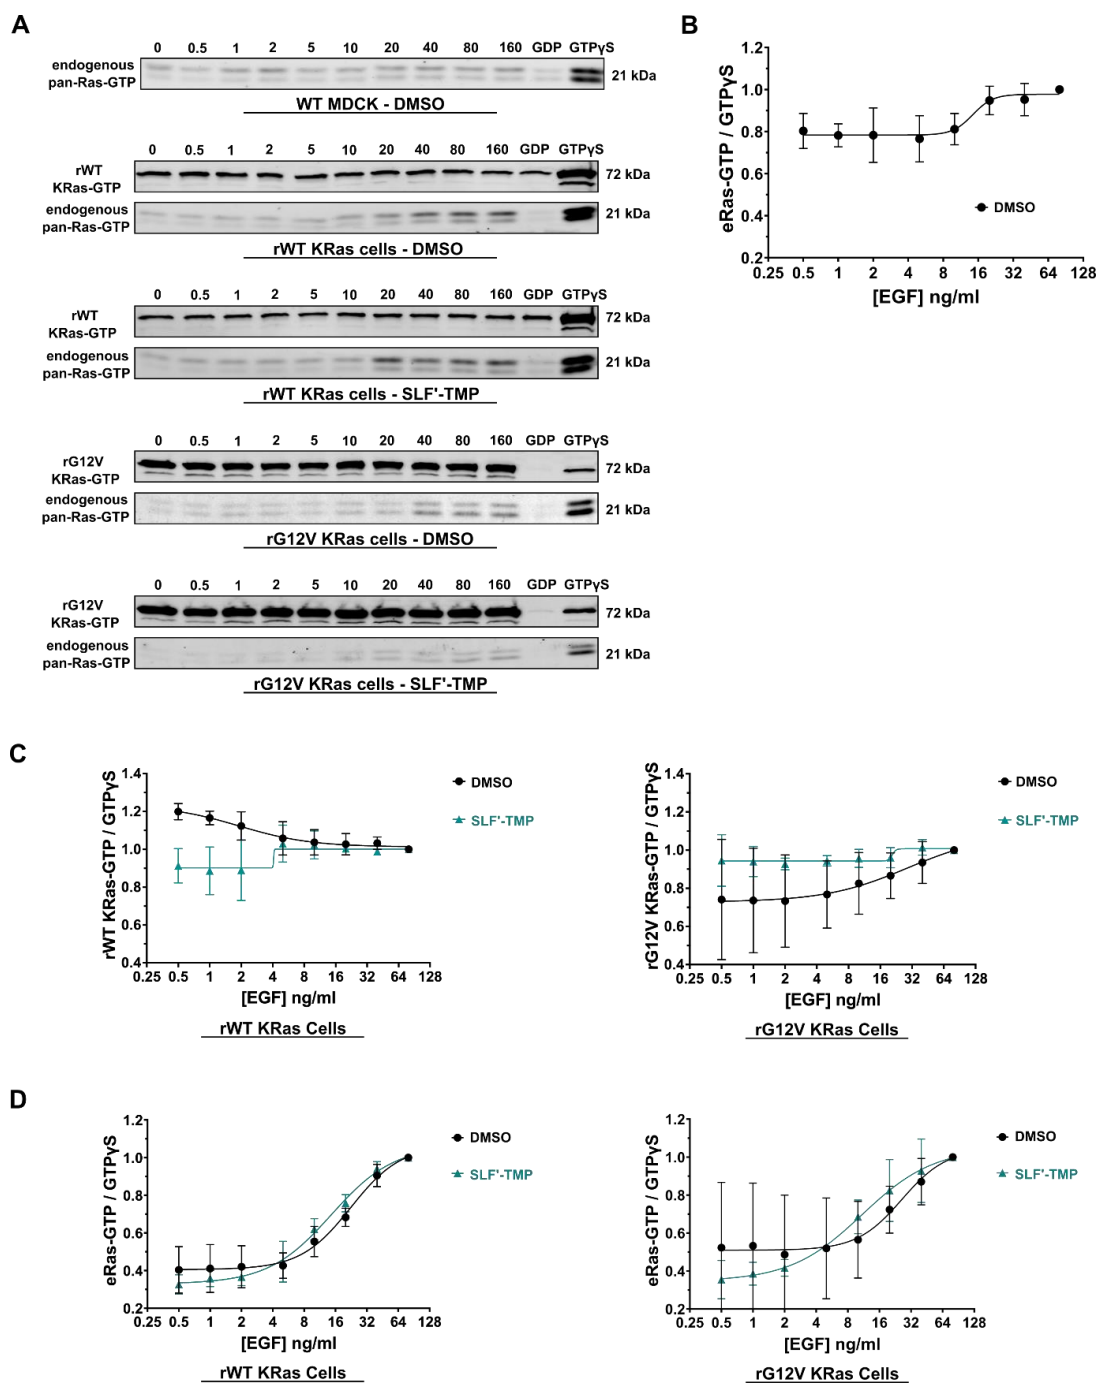 A
0 0.5 1 2 5 10 20 40 80 160 GDP GTPγS
endogenous
pan-Ras-GTP
21 kDa
WT MDCK - DMSO
0 0.5 1 2 5 10 20 40 80 160 GDP GTPγS
rWT
KRas-GTP
72 kDa
endogenous
pan-Ras-GTP
21 kDa
rWT KRas cells - DMSO
0 0.5 1 2 5 10 20 40 80 160 GDP GTPγS
rWT
KRas-GTP
72 kDa
endogenous
pan-Ras-GTP
21 kDa
rWT KRas cells - SLF'-TMP
0 0.5 1 2 5 10 20 40 80 160 GDP GTPγS
rG12V
KRas-GTP
72 kDa
endogenous
pan-Ras-GTP
21 kDa
rG12V KRas cells - DMSO
0 0.5 1 2 5 10 20 40 80 160 GDP GTPγS
rG12V
KRas-GTP
72 kDa
endogenous
pan-Ras-GTP
21 kDa
rG12V KRas cells - SLF'-TMP
B
eRas-GTP / GTPγS
1.2
1.0
0.8
0.6
0.4
0.2
DMSO
0.25 0.5 1 2 4 8 16 32 64 128
[EGF] ng/ml
C
rWT KRas-GTP / GTPγS
1.4
1.2
1.0
0.8
0.6
0.4
DMSO
SLF'-TMP
0.25 0.5 1 2 4 8 16 32 64 128
[EGF] ng/ml
rWT KRas Cells
rG12V KRas-GTP / GTPγS
1.4
1.2
1.0
0.8
0.6
0.4
DMSO
SLF'-TMP
0.25 0.5 1 2 4 8 16 32 64 128
[EGF] ng/ml
rG12V KRas Cells
D
eRas-GTP / GTPγS
1.2
1.0
0.8
0.6
0.4
0.2
DMSO
SLF'-TMP
0.25 0.5 1 2 4 8 16 32 64 128
[EGF] ng/ml
rWT KRas Cells
eRas-GTP / GTPγS
1.2
1.0
0.8
0.6
0.4
0.2
DMSO
SLF'-TMP
0.25 0.5 1 2 4 8 16 32 64 128
[EGF] ng/ml
rG12V KRas Cells